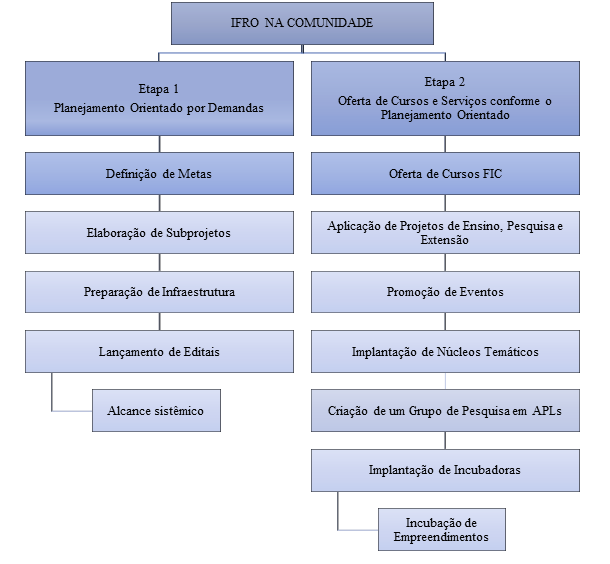 IFRO NA COMUNIDADE
Etapa 1
Planejamento Orientado por Demandas
Definição de Metas
Elaboração de Subprojetos
Preparação de Infraestrutura
Lançamento de Editais
Alcance sistêmico
Etapa 2
Oferta de Cursos e Serviços conforme o
Planejamento Orientado
Oferta de Cursos FIC
Aplicação de Projetos de Ensino, Pesquisa e
Extensão
Promoção de Eventos
Implantação de Núcleos Temáticos
Criação de um Grupo de Pesquisa em APLs
Implantação de Incubadoras
Incubação de
Empreendimentos